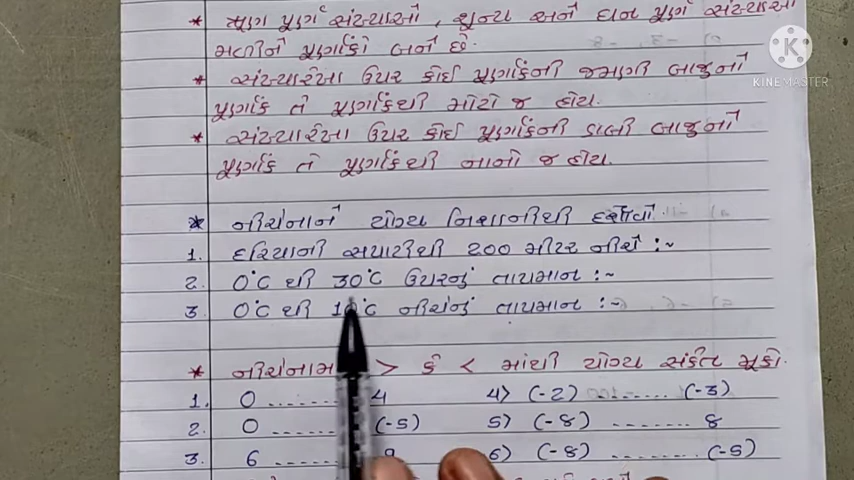 * ઋણ પૂર્ણ સંખ્યાઓ, શૂન્ય અને ધન પૂર્ણ સંખ્યાઓ
મળીને પૂર્ણાંકો બને છે.
* સંખ્યારેખા ઉપર કોઈ પૂર્ણાંકની જમણી બાજુનો
પૂર્ણાંક તે પૂર્ણાંકથી મોટો જ હોય.
* સંખ્યારેખા ઉપર કોઈ પૂર્ણાંકની ડાબી બાજુનો
પૂર્ણાંક તે પૂર્ણાંકથી નાનો જ હોય.
* નીચેનાને યોગ્ય નિશાનીથી દર્શાવો.
1. દરિયાની સપાટીથી 200 મીટર નીચે :~
2. 0°C થી 30°C ઉપરનું તાપમાન :~
3. 0°C થી 10°C નીચેનું તાપમાન :~
* નીચેનામાં > કે < માંથી યોગ્ય સંકેત મૂકો.
1. 0 ........ 4 4) (-2) ........ (-3)
2. 0 ........ (-5) 5) (-8) ........ 8
3. 6 ........ 9 6) (-8) ........ (-5)
KINEMASTER